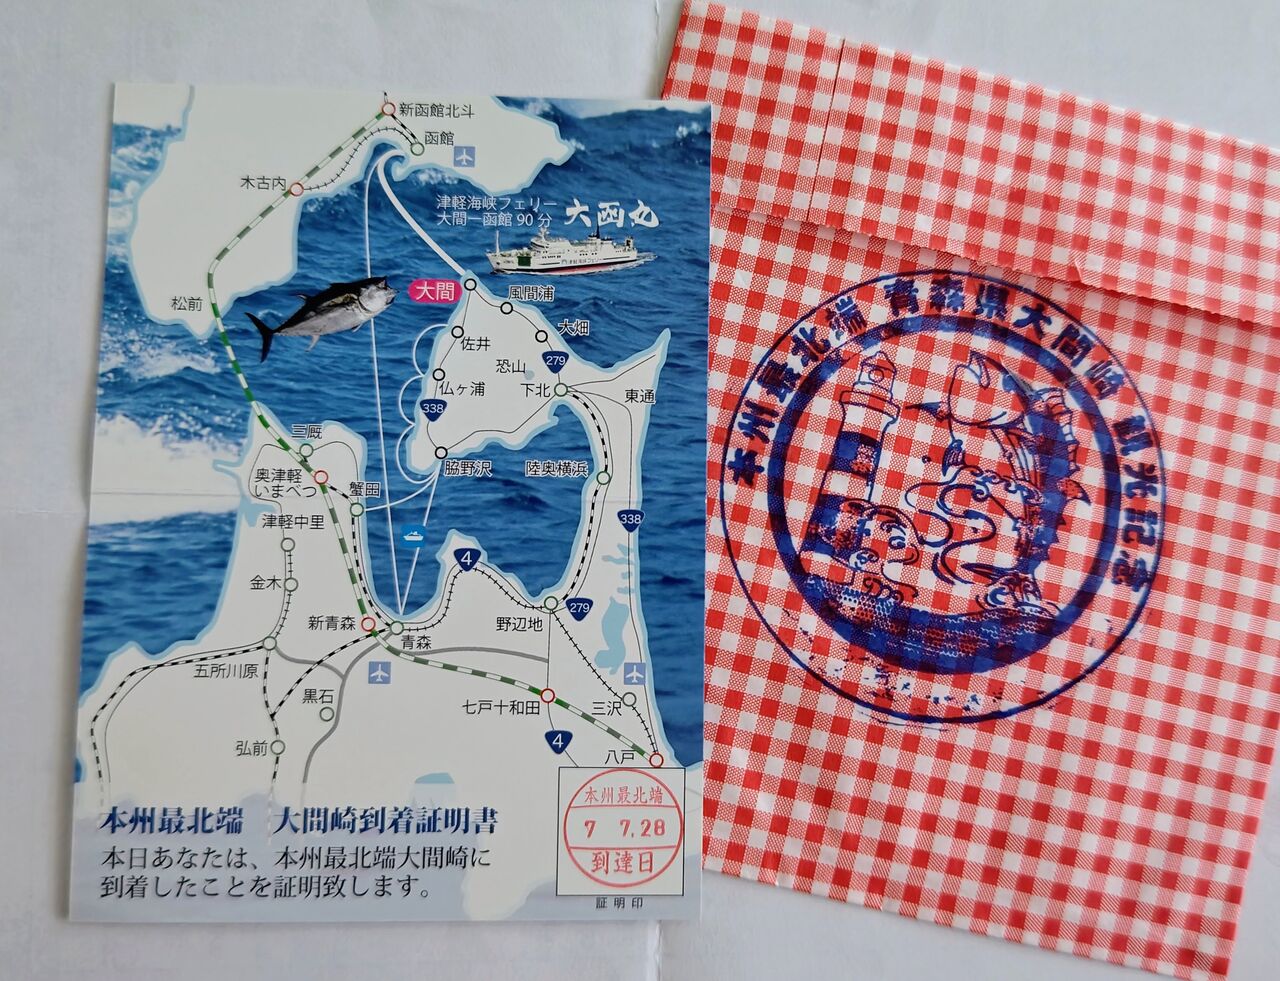 新函館北斗
函館
木古内
津軽海峡フェリー
大間ー函館 90 分
大函丸
大間
風間浦
松前
大畑
佐井
恐山
279
仏ヶ浦
下北
東通
338
三厩
脇野沢
陸奥横浜
奥津軽
いまべつ
蟹田
津軽中里
338
4
金木
279
新青森
青森
野辺地
五所川原
黒石
七戸十和田
三沢
弘前
4
八戸
本州最北端 大間崎到着証明書
本日あなたは、本州最北端大間崎に
到着したことを証明致します。
本州最北端
7 7.28
到達日
証明印
本州最北端 青森県大間崎 観光記念